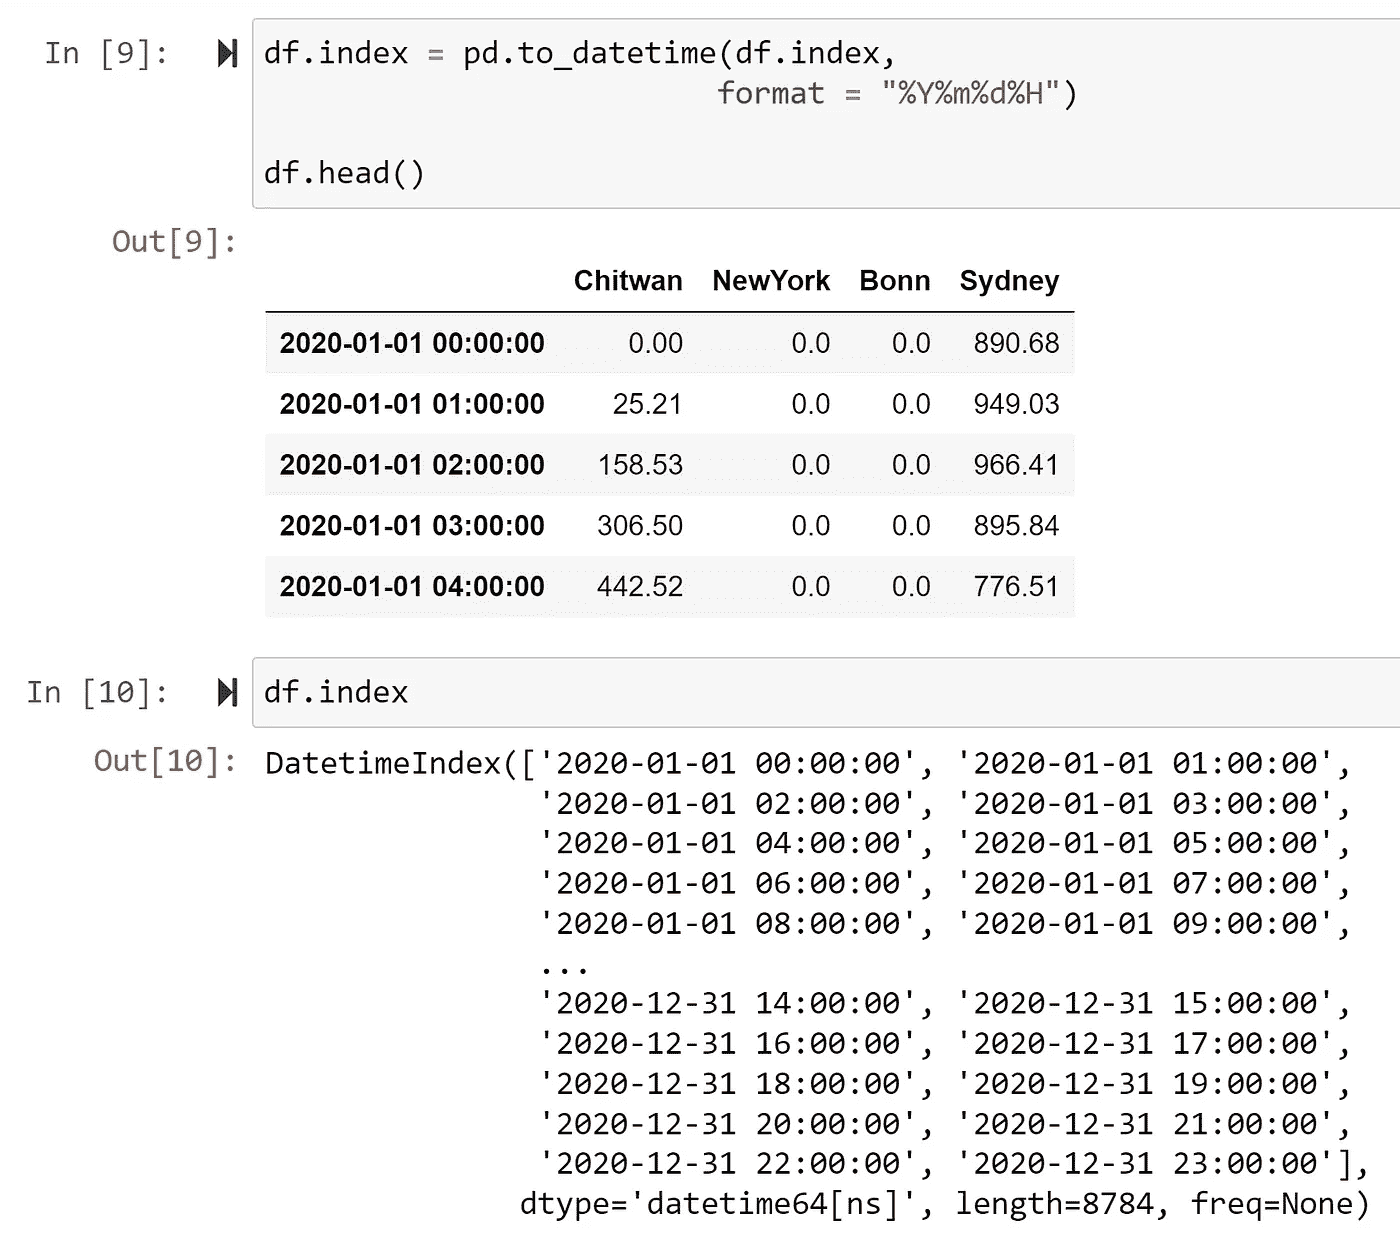 In [9]: df.index = pd.to_datetime(df.index,
format = "%Y%m%d%H")
df.head()
Out[9]:
Chitwan NewYork Bonn Sydney
2020-01-01 00:00:00 0.00 0.0 0.0 890.68
2020-01-01 01:00:00 25.21 0.0 0.0 949.03
2020-01-01 02:00:00 158.53 0.0 0.0 966.41
2020-01-01 03:00:00 306.50 0.0 0.0 895.84
2020-01-01 04:00:00 442.52 0.0 0.0 776.51
In [10]: df.index
Out[10]: DatetimeIndex(['2020-01-01 00:00:00', '2020-01-01 01:00:00',
'2020-01-01 02:00:00', '2020-01-01 03:00:00',
'2020-01-01 04:00:00', '2020-01-01 05:00:00',
'2020-01-01 06:00:00', '2020-01-01 07:00:00',
'2020-01-01 08:00:00', '2020-01-01 09:00:00',
...
'2020-12-31 14:00:00', '2020-12-31 15:00:00',
'2020-12-31 16:00:00', '2020-12-31 17:00:00',
'2020-12-31 18:00:00', '2020-12-31 19:00:00',
'2020-12-31 20:00:00', '2020-12-31 21:00:00',
'2020-12-31 22:00:00', '2020-12-31 23:00:00'],
dtype='datetime64[ns]', length=8784, freq=None)